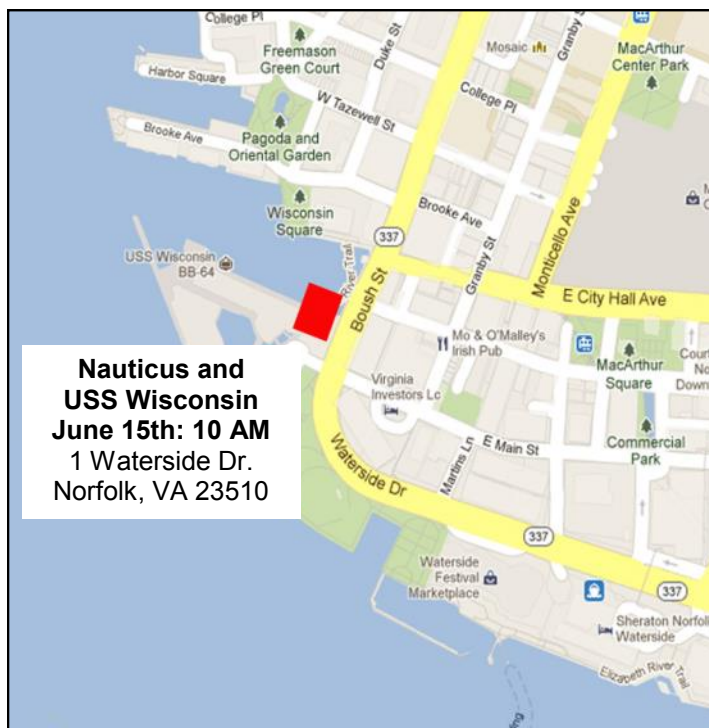 College Pl
Freemason
Green Court
Duke St
Mosaic
Granby St
MacArthur
Center Park
Harbor Square
W Tazewell St
College Pl
Brooke Ave
Pagoda and
Oriental Garden
Wisconsin
Square
Brooke Ave
Monticello Ave
USS Wisconsin
BB-64
River Trail
337
Boush St
Granby St
E City Hall Ave
Mo & O'Malley's
Irish Pub
MacArthur
Square
Nauticus and
USS Wisconsin
June 15th: 10 AM
1 Waterside Dr.
Norfolk, VA 23510
Virginia
Investors Lc
E Main St
Martins Ln
Commercial
Park
Waterside Dr
337
Waterside
Festival
Marketplace
337
Sheraton Norfol
Waterside
Elizabeth River Trail